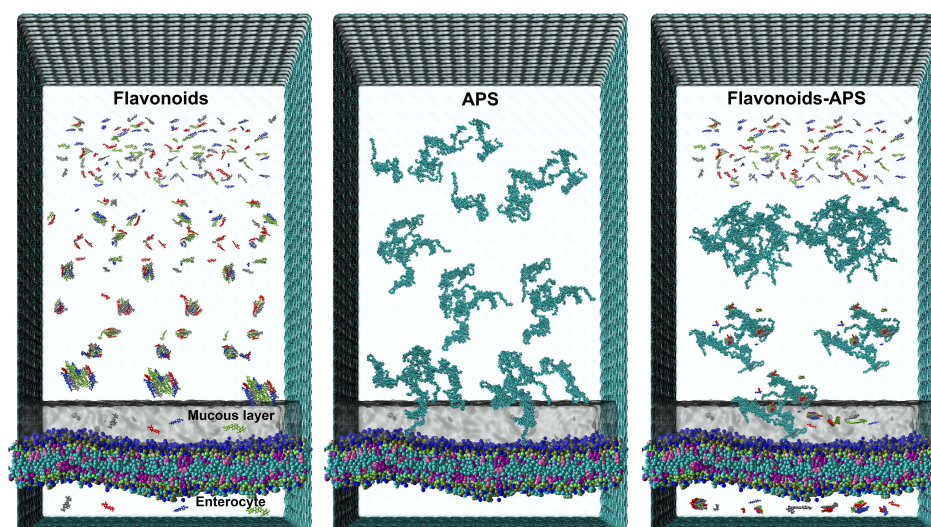 Flavonoids
APS
Flavonoids-APS
Mucous layer
Enterocyte